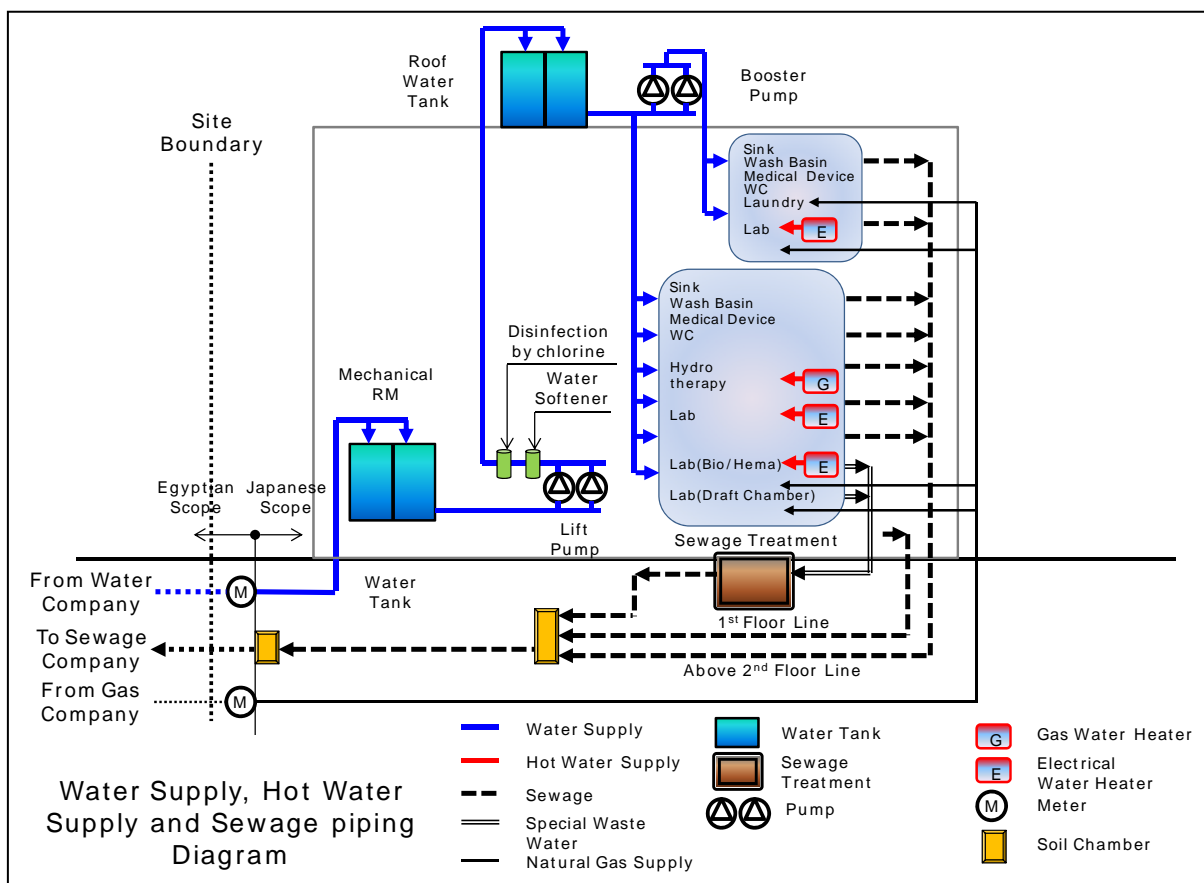 Roof
Water
Tank
Booster
Pump
Site
Boundary
Sink
Wash Basin
Medical Device
WC
Laundry
Lab
E
Sink
Wash Basin
Medical Device
WC
Hydro
therapy
G
Lab
E
Lab(Bio/Hema)
E
Lab(Draft Chamber)
Disinfection
by chlorine
Water
Softener
Mechanical
RM
Egyptian
Scope
Japanese
Scope
Lift
Pump
Sewage Treatment
From Water
Company
M
Water
Tank
1st Floor Line
To Sewage
Company
Above 2nd Floor Line
From Gas
Company
M
Water Supply, Hot Water
Supply and Sewage piping
Diagram
Water Supply
Hot Water Supply
Sewage
Special Waste
Water
Natural Gas Supply
Water Tank
Sewage
Treatment
Pump
G
Gas Water Heater
E
Electrical
Water Heater
M
Meter
Soil Chamber